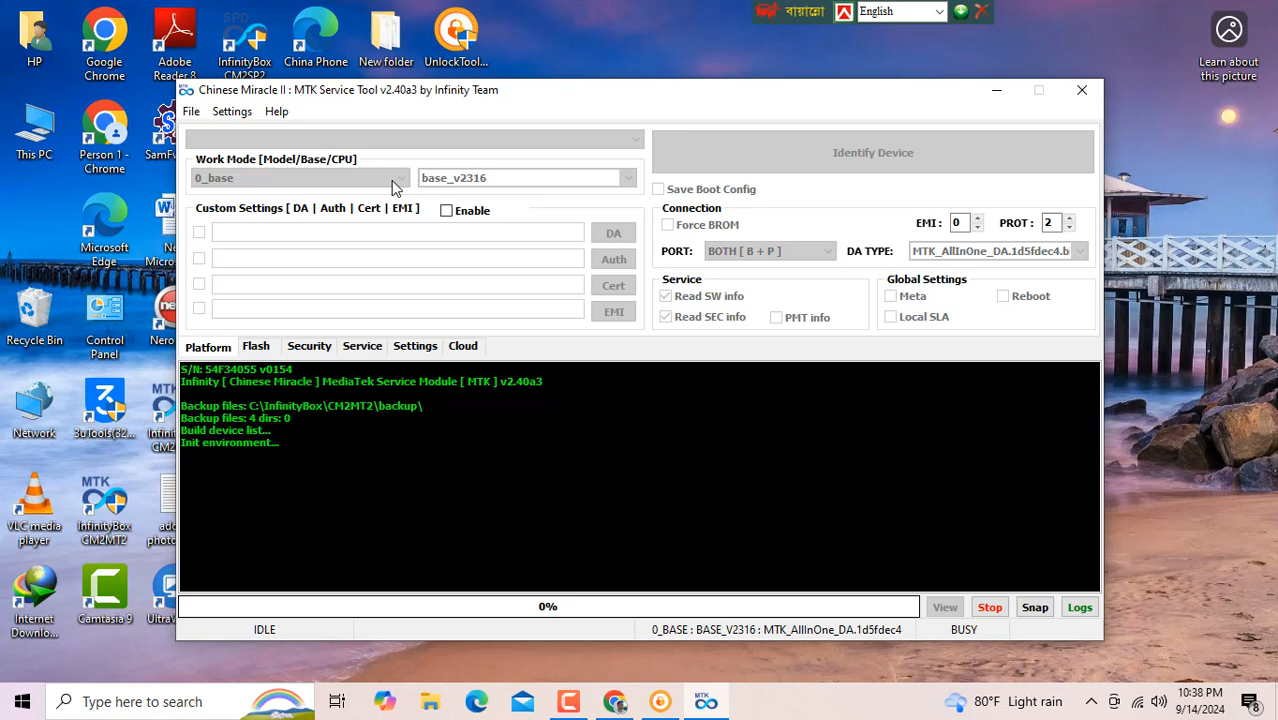 বায়ান্নো
English
HP
Google Chrome
Adobe Reader 8
SPD
InfinityBox CM2SP2
China Phone
New folder
UnlockTool...
Learn about this picture
This PC
Person 1 - Chrome
SamFw
Microsoft Edge
Recycle Bin
Control Panel
Nero
Network
3uTools(32...
MTK
VLC media player
MTK
InfinityBox CM2MT2
Internet Downlo...
Camtasia 9
Chinese Miracle II : MTK Service Tool v2.40a3 by Infinity Team
File Settings Help
Work Mode [Model/Base/CPU]
0_base
base_v2316
Custom Settings [ DA | Auth | Cert | EMI ]
Enable
DA
Auth
Cert
EMI
Identify Device
Save Boot Config
Connection
Force BROM
EMI : 0
PROT : 2
PORT: BOTH [ B + P ]
DA TYPE: MTK_AllInOne_DA.1d5fdec4.b
Service
Read SW info
Read SEC info
PMT info
Global Settings
Meta
Reboot
Local SLA
Platform Flash Security Service Settings Cloud
S/N: 54F34055 v0154
Infinity [ Chinese Miracle ] MediaTek Service Module [ MTK ] v2.40a3
Backup files: C:\InfinityBox\CM2MT2\backup\
Backup files: 4 dirs: 0
Build device list...
Init environment...
0%
View Stop Snap Logs
IDLE
0_BASE : BASE_V2316 : MTK_AllInOne_DA.1d5fdec4
BUSY
Type here to search
MTK
80°F Light rain
10:38 PM
9/14/2024
8